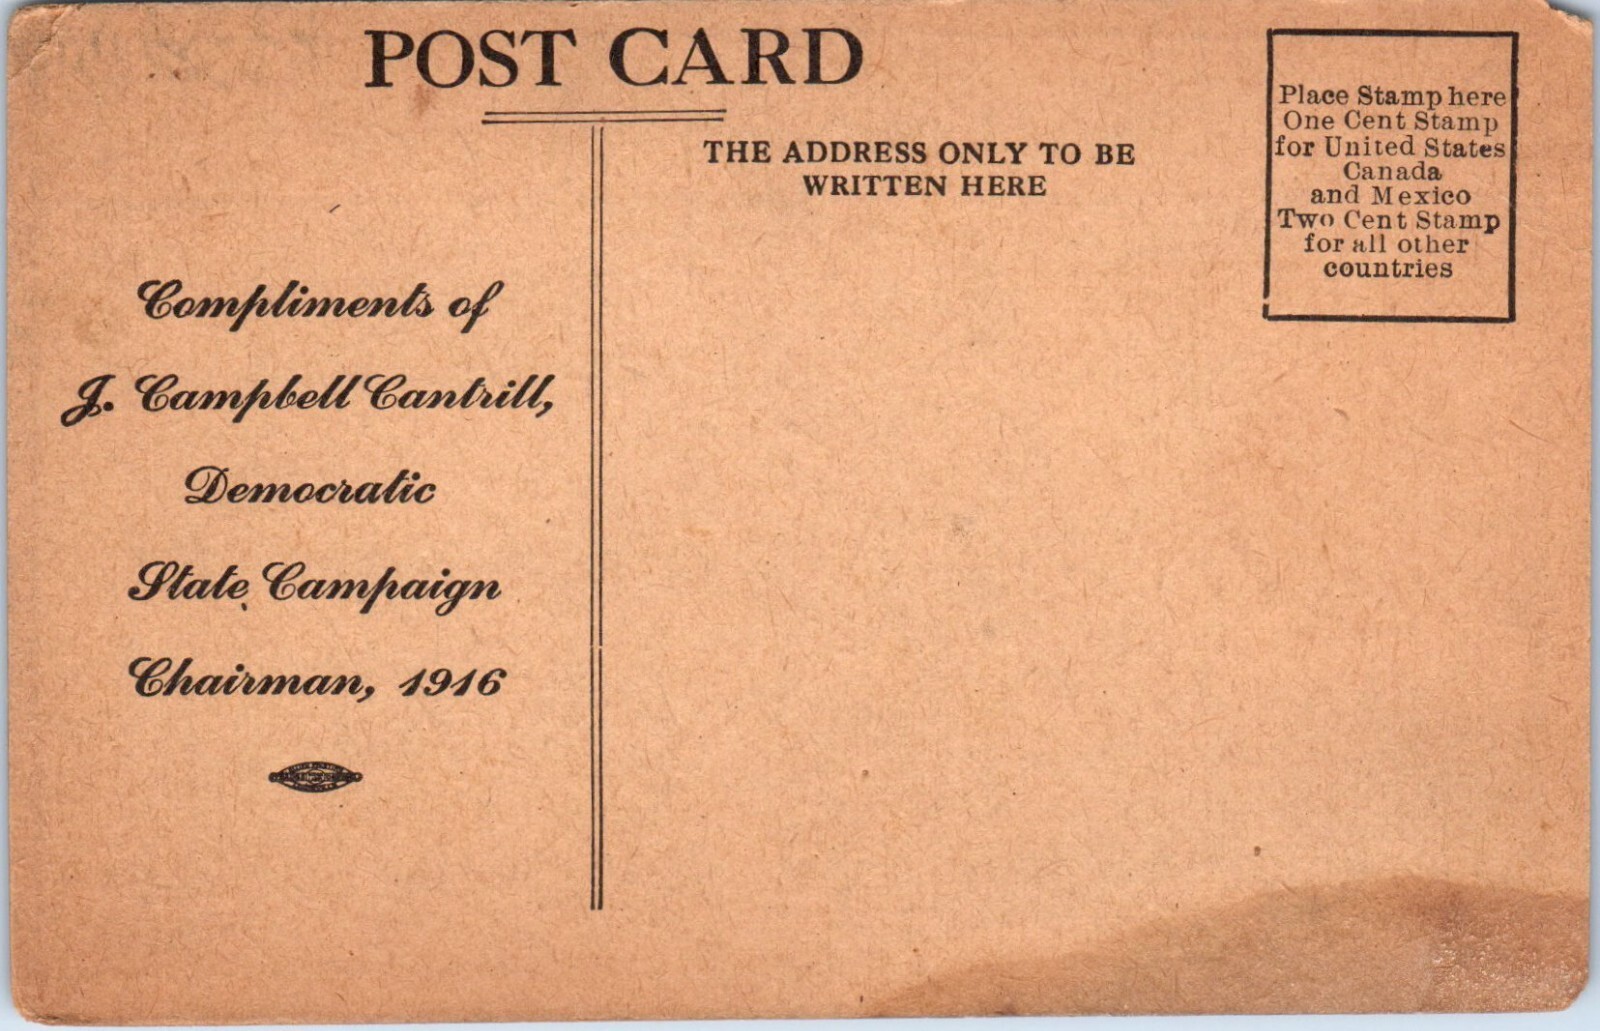 POST CARD
THE ADDRESS ONLY TO BE
WRITTEN HERE
Place Stamp here
One Cent Stamp
for United States
Canada
and Mexico
Two Cent Stamp
for all other
countries
Compliments of
J. Campbell Cantrill,
Democratic
State Campaign
Chairman, 1916